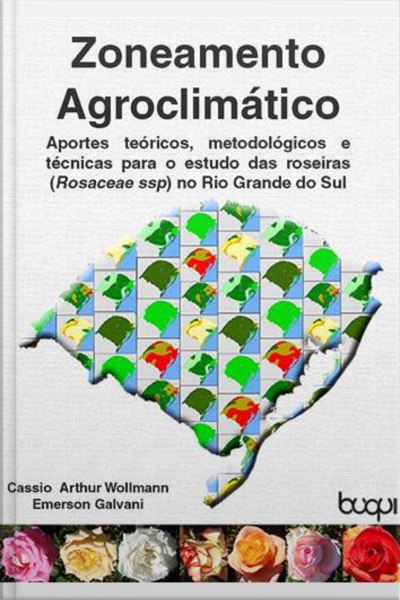 Zoneamento
Agroclimático
Aportes teóricos, metodológicos e
técnicas para o estudo das roseiras
(Rosaceae ssp) no Rio Grande do Sul
Cassio Arthur Wollmann
Emerson Galvani
buqui